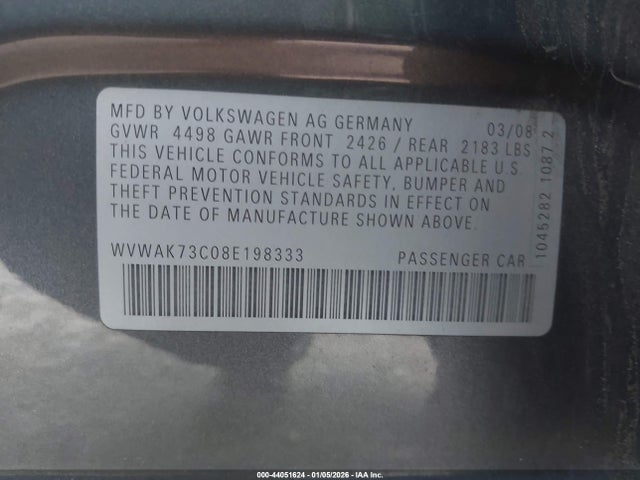 MFD BY VOLKSWAGEN AG GERMANY 03/08
GVWR 4498 GAWR FRONT 2426 / REAR 2183 LBS
THIS VEHICLE CONFORMS TO ALL APPLICABLE U.S.
FEDERAL MOTOR VEHICLE SAFETY, BUMPER AND
THEFT PREVENTION STANDARDS IN EFFECT ON
THE DATE OF MANUFACTURE SHOWN ABOVE.
WVWAK73C08E198333 PASSENGER CAR
1045282 1087 2
000-44051624 | 01/05/2026 | © IAA Inc.